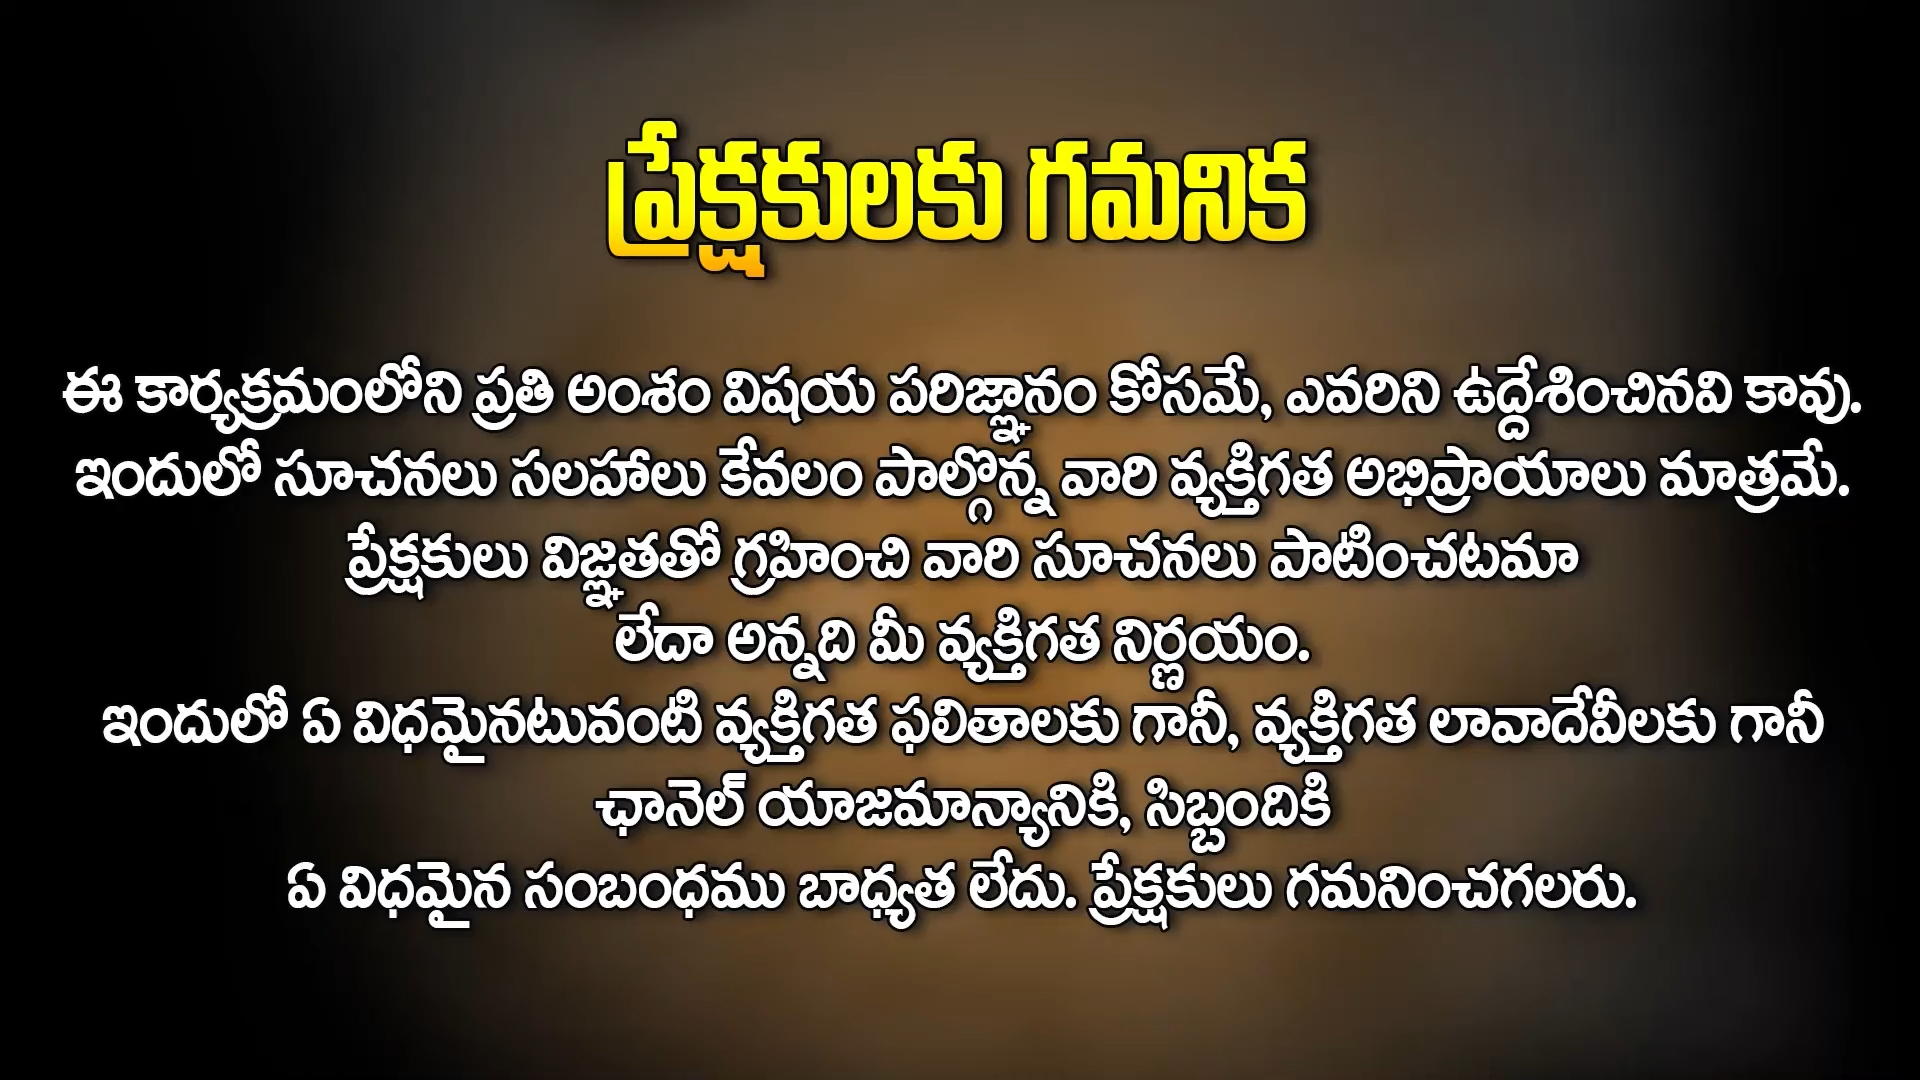 ప్రేక్షకులకు గమనిక
ఈ కార్యక్రమంలోని ప్రతి అంశం విషయ పరిజ్ఞానం కోసమే, ఎవరిని ఉద్దేశించినవి కావు.
ఇందులో సూచనలు సలహాలు కేవలం పాల్గొన్న వారి వ్యక్తిగత అభిప్రాయాలు మాత్రమే.
ప్రేక్షకులు విజ్ఞతతో గ్రహించి వారి సూచనలు పాటించటమా
లేదా అన్నది మీ వ్యక్తిగత నిర్ణయం.
ఇందులో ఏ విధమైనటువంటి వ్యక్తిగత ఫలితాలకు గానీ, వ్యక్తిగత లావాదేవీలకు గానీ
ఛానెల్ యాజమాన్యానికి, సిబ్బందికి
ఏ విధమైన సంబంధము బాధ్యత లేదు. ప్రేక్షకులు గమనించగలరు.